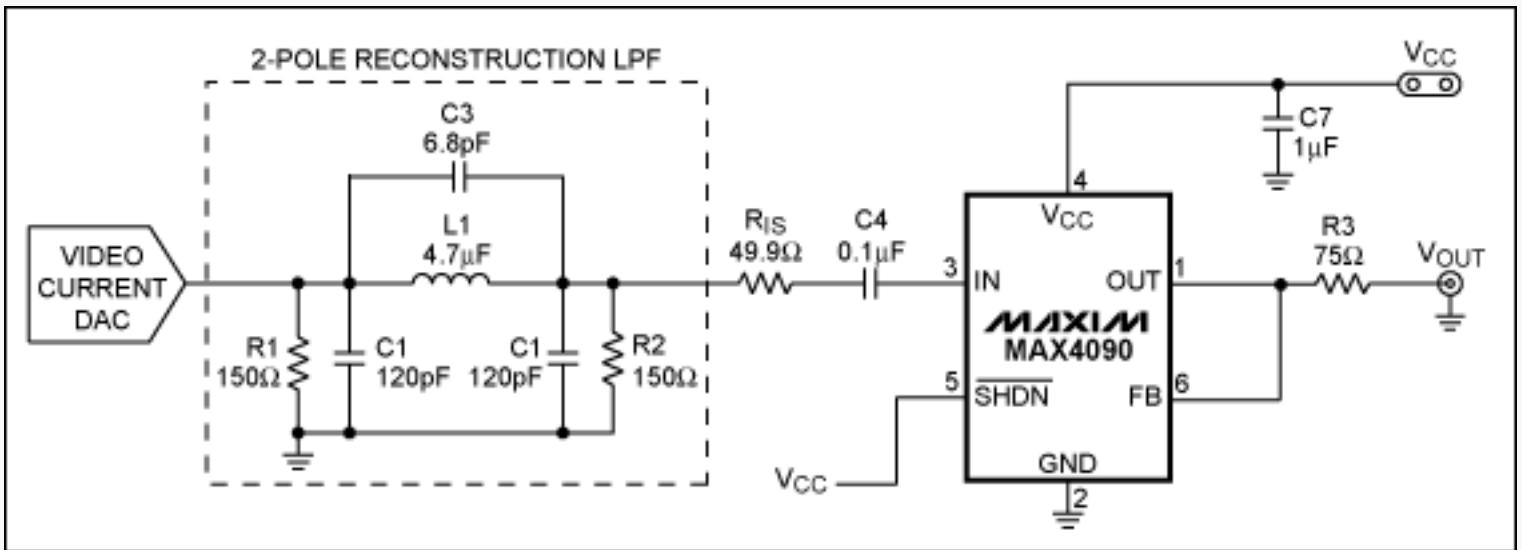 2-POLE RECONSTRUCTION LPF
C3
6.8pF
L1
4.7μF
VIDEO
CURRENT
DAC
R1
150Ω
C1
120pF
C1
120pF
R2
150Ω
RIS
49.9Ω
C4
0.1μF
VCC
C7
1μF
4
VCC
3
IN
OUT
1
MAXIM
MAX4090
5
SHDN
FB
6
GND
2
VCC
R3
75Ω
VOUT